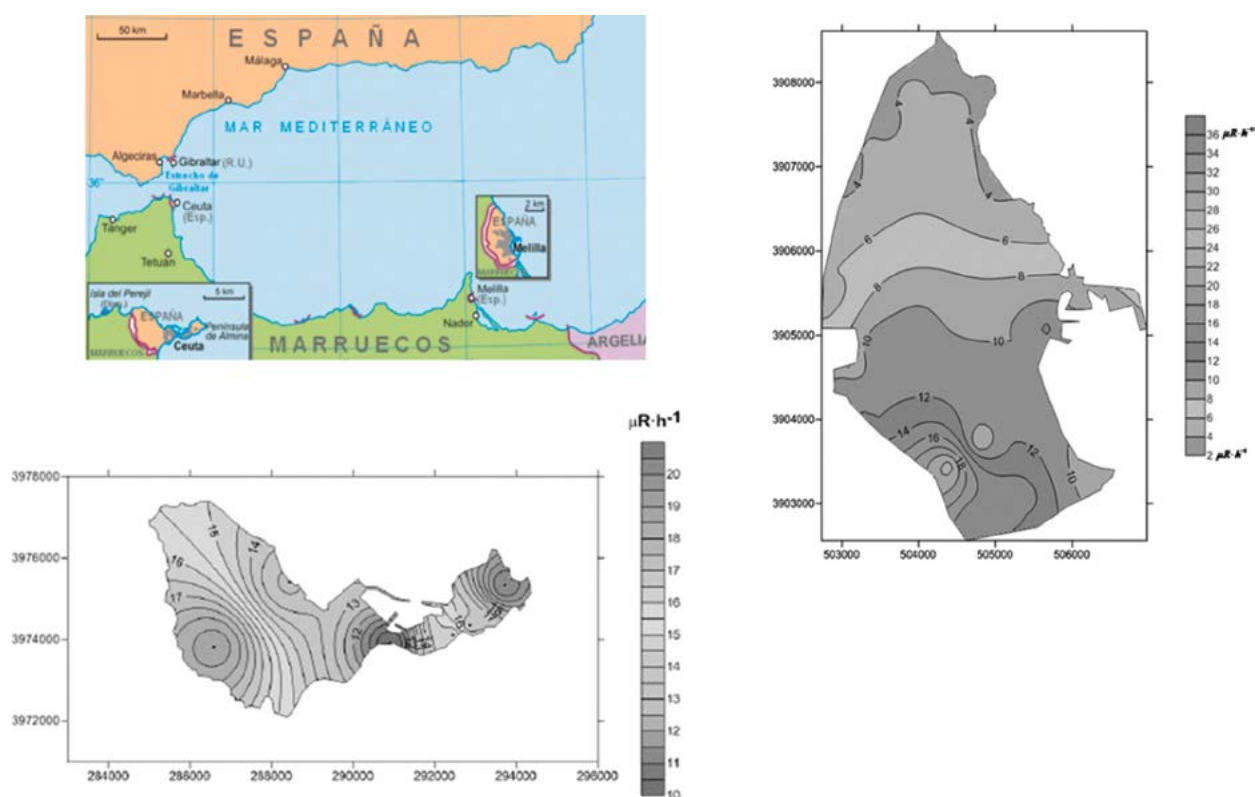 50 km
ESPAÑA
Málaga
Marbella
MAR MEDITERRÁNEO
Algeciras
Gibraltar (R.U.)
Estrecho de
Gibraltar
36°
Ceuta
(Esp.)
Tánger
Tetuán
2 km
ESPAÑA
Melilla
Melilla
(Esp.)
Nador
Isla del Perejil
5 km
ESPAÑA
Península
de Almina
Ceuta
MARRUECOS
MARRUECOS
ARGELIA
3908000
3907000
3906000
3905000
3904000
3903000
503000 504000 505000 506000
4
4
4
4
6
6
8
8
10
10
12
14
16
18
12
10
36 µR·h⁻¹
34
32
30
28
26
24
22
20
18
16
14
12
10
8
6
4
2 µR·h⁻¹
µR·h⁻¹
20
19
18
17
16
15
14
13
12
11
10
3978000
3976000
3974000
3972000
284000 286000 288000 290000 292000 294000 296000
15
14
16
17
13
12